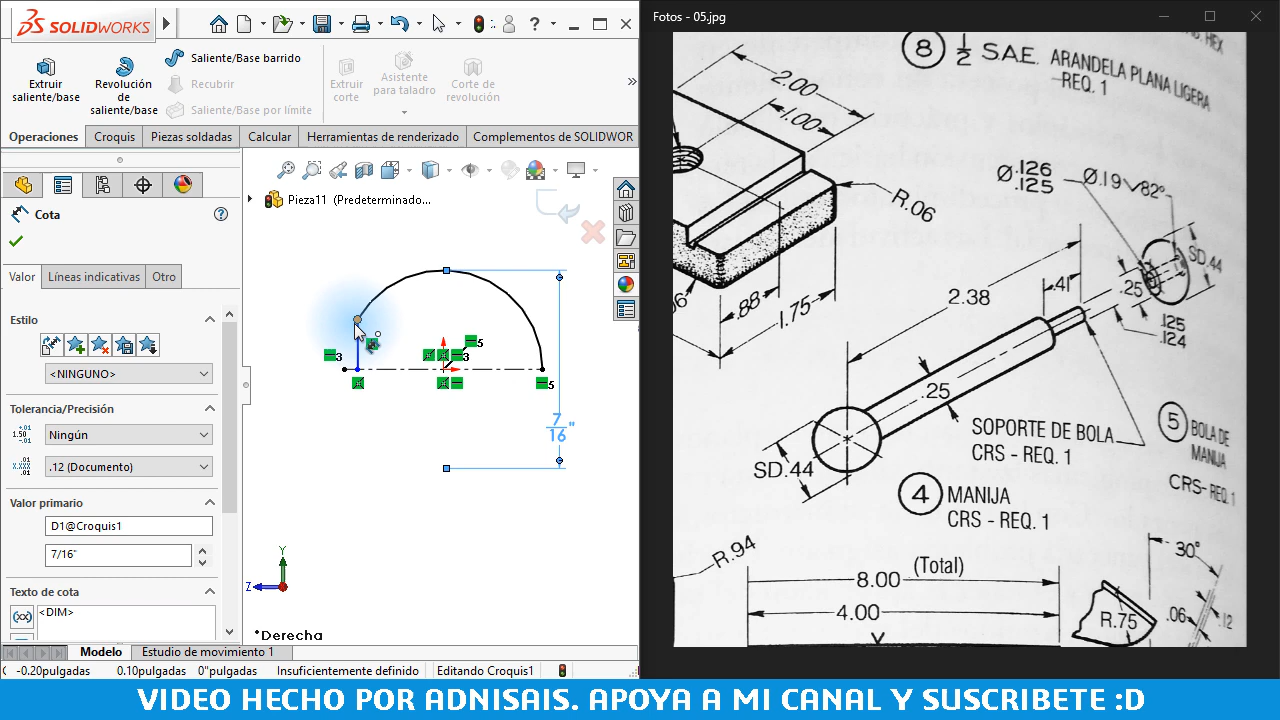 SOLIDWORKS
Extruir saliente/base
Revolución de saliente/base
Saliente/Base barrido
Recubrir
Saliente/Base por límite
Extruir corte
Asistente para taladro
Corte de revolución
Operaciones
Croquis
Piezas soldadas
Calcular
Herramientas de renderizado
Complementos de SOLIDWOR
Cota
Valor
Líneas indicativas
Otro
Estilo
<NINGUNO>
Tolerancia/Precisión
Ningún
.12 (Documento)
Valor primario
D1@Croquis1
7/16"
Texto de cota
<DIM>
Pieza11 (Predeterminado...
3
3
5
5
7/16"
Y
Z
*Derecha
Modelo
Estudio de movimiento 1
-0.20pulgadas
0.10pulgadas
0"pulgadas
Insuficientemente definido
Editando Croquis1
Fotos - 05.jpg
8 1/2 S.A.E. ARANDELA PLANA LIGERA
REQ. 1
HEX
2.00
1.00
R.06
.88
1.75
Ø.126
.125
Ø.19 82°
SD.44
.25
.41
2.38
.125
.124
.25
SD.44
SOPORTE DE BOLA
CRS - REQ. 1
5 BOLA DE
MANIJA
CRS- REQ. 1
4 MANIJA
CRS - REQ. 1
R.94
8.00 (Total)
4.00
30°
R.75
.06
.12
VIDEO HECHO POR ADNISAIS. APOYA A MI CANAL Y SUSCRIBETE :D